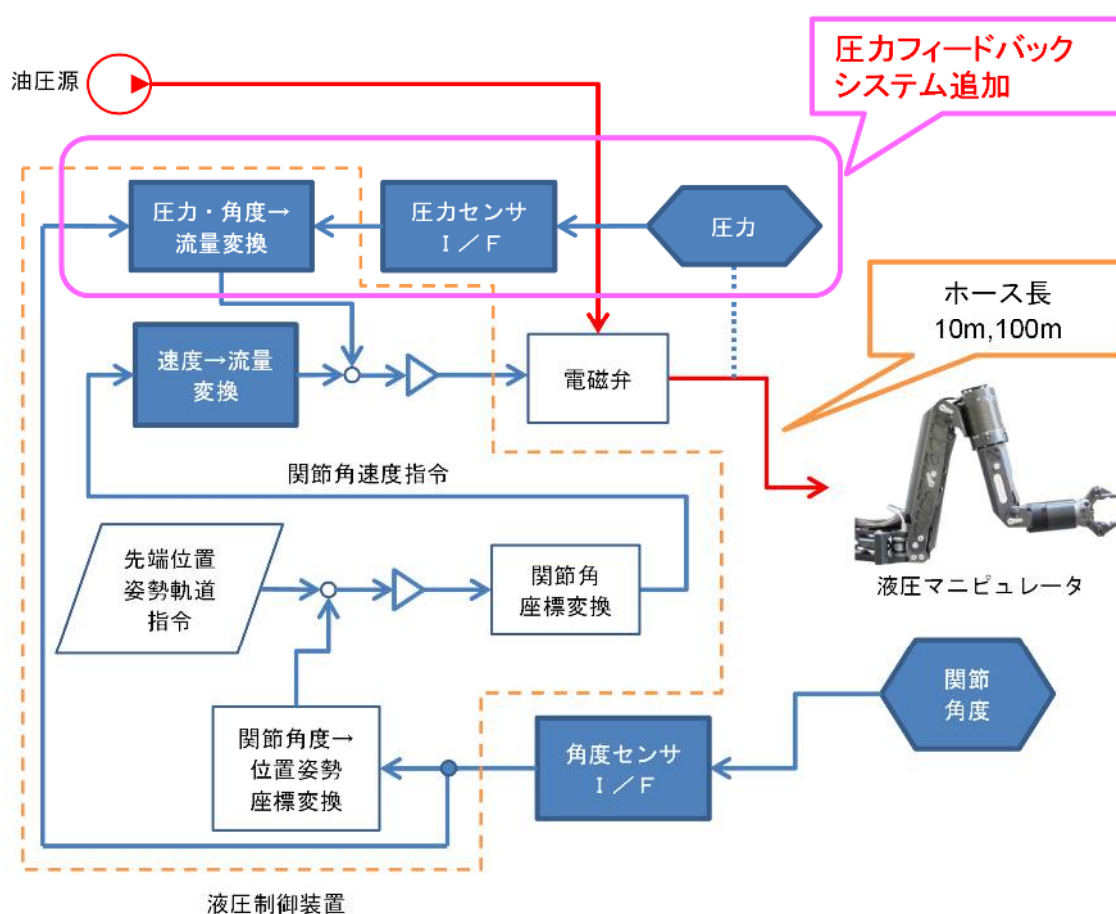 圧力フィードバック
システム追加
油圧源
圧力・角度→
流量変換
圧力センサ
Ｉ／Ｆ
圧力
ホース長
10m,100m
速度→流量
変換
電磁弁
関節角速度指令
先端位置
姿勢軌道
指令
関節角
座標変換
液圧マニピュレータ
関節
角度
関節角度→
位置姿勢
座標変換
角度センサ
Ｉ／Ｆ
液圧制御装置